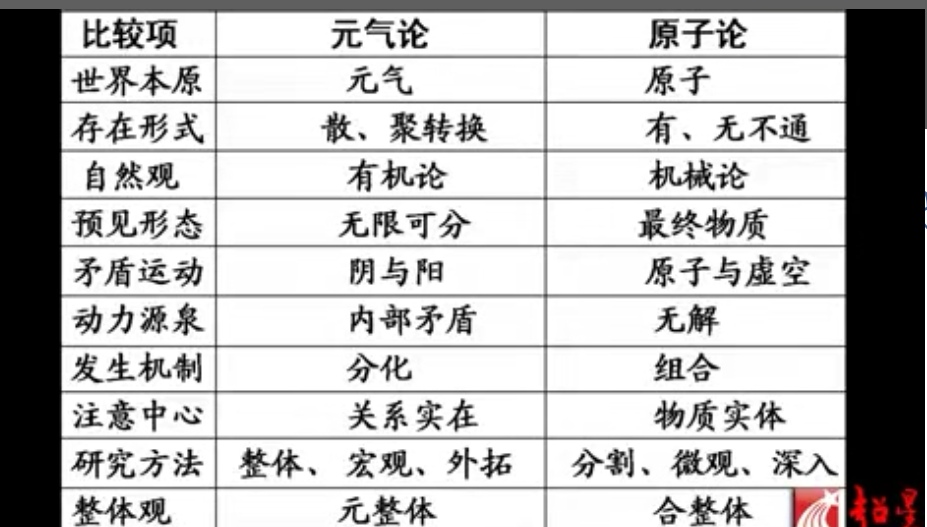 比较项 元气论 原子论
世界本原 元气 原子
存在形式 散、聚转换 有、无不通
自然观 有机论 机械论
预见形态 无限可分 最终物质
矛盾运动 阴与阳 原子与虚空
动力源泉 内部矛盾 无解
发生机制 分化 组合
注意中心 关系实在 物质实体
研究方法 整体、宏观、外拓 分割、微观、深入
整体观 元整体 合整体
超星